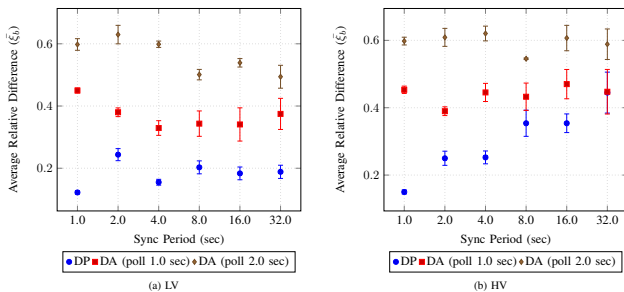 Average Relative Difference (ξ̄_b)
0.6
0.4
0.2
1.0 2.0 4.0 8.0 16.0 32.0
Sync Period (sec)
DP DA (poll 1.0 sec) DA (poll 2.0 sec)
(a) LV
Average Relative Difference (ξ̄_b)
0.6
0.4
0.2
1.0 2.0 4.0 8.0 16.0 32.0
Sync Period (sec)
DP DA (poll 1.0 sec) DA (poll 2.0 sec)
(b) HV